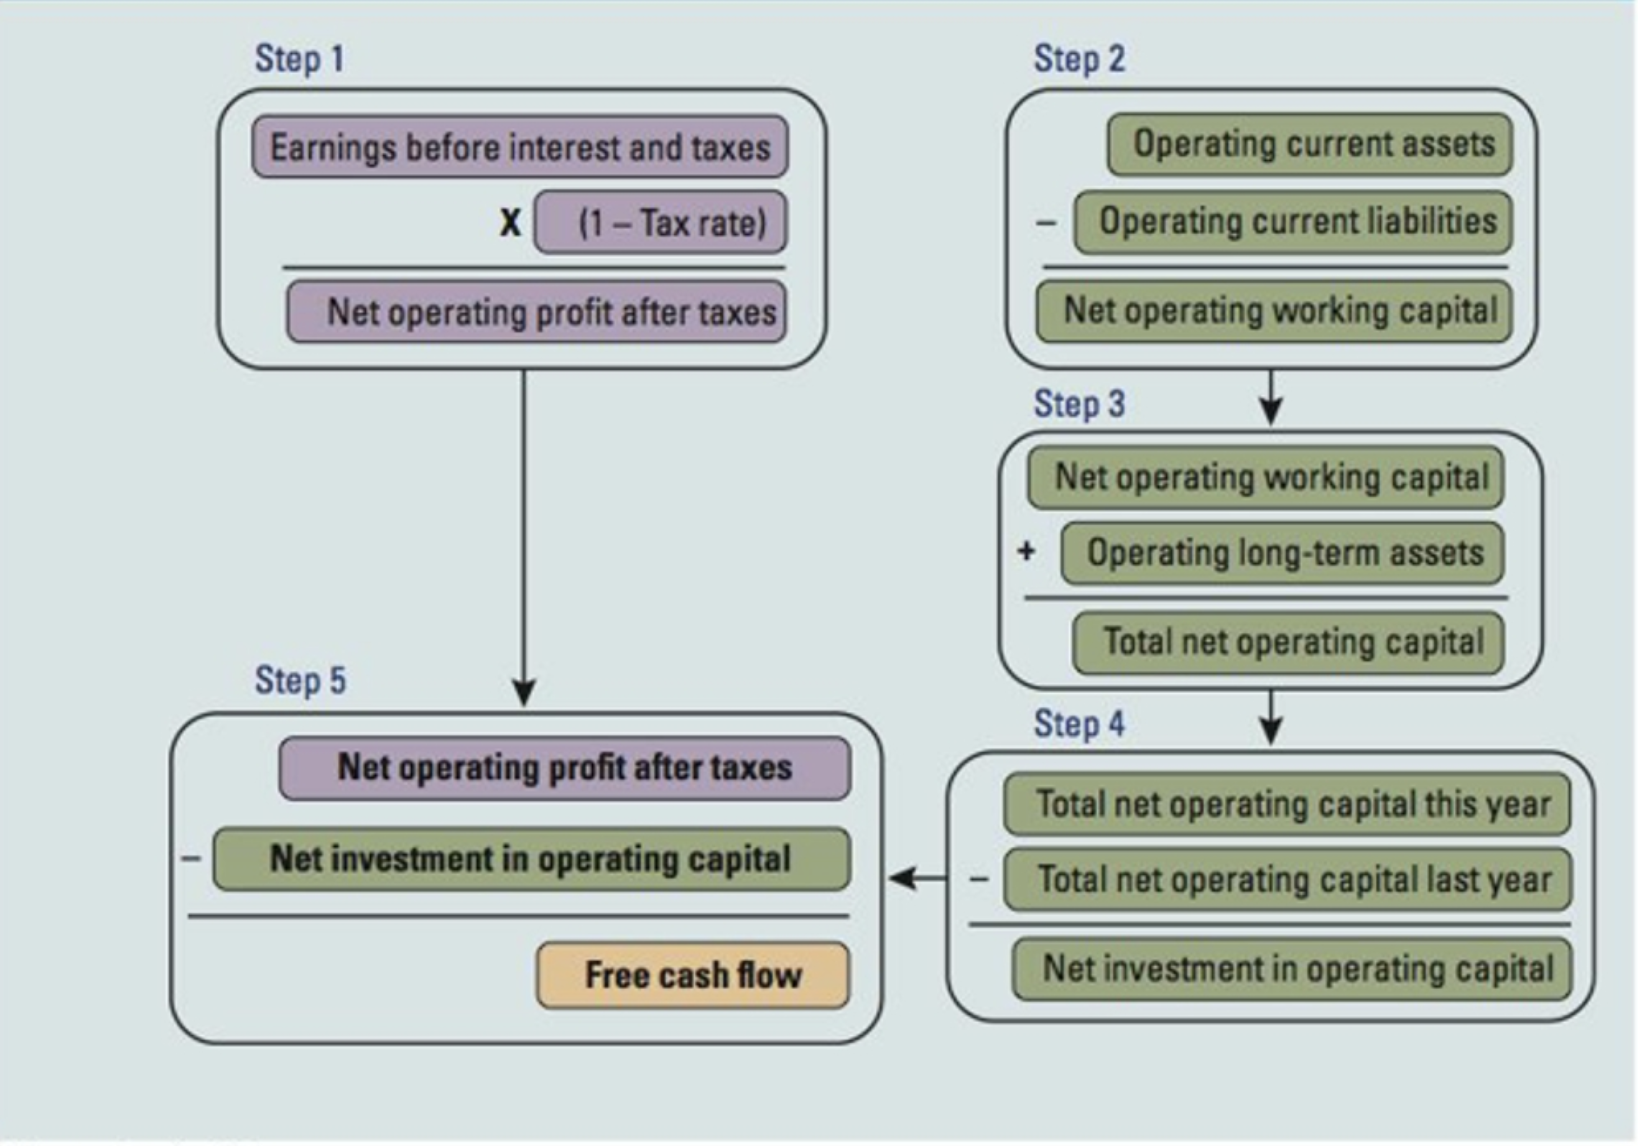 Step 1
Earnings before interest and taxes
X (1 – Tax rate)
Net operating profit after taxes
Step 2
Operating current assets
– Operating current liabilities
Net operating working capital
Step 3
Net operating working capital
+ Operating long-term assets
Total net operating capital
Step 4
Total net operating capital this year
– Total net operating capital last year
Net investment in operating capital
Step 5
Net operating profit after taxes
– Net investment in operating capital
Free cash flow